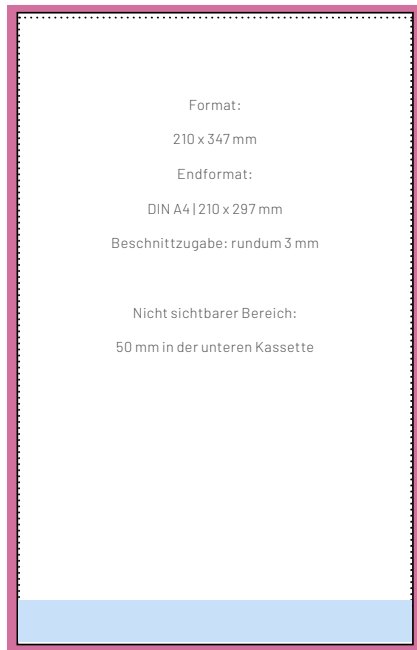 Format:
210 x 347 mm
Endformat:
DIN A4 | 210 x 297 mm
Beschnittzugabe: rundum 3 mm
Nicht sichtbarer Bereich:
50 mm in der unteren Kassette